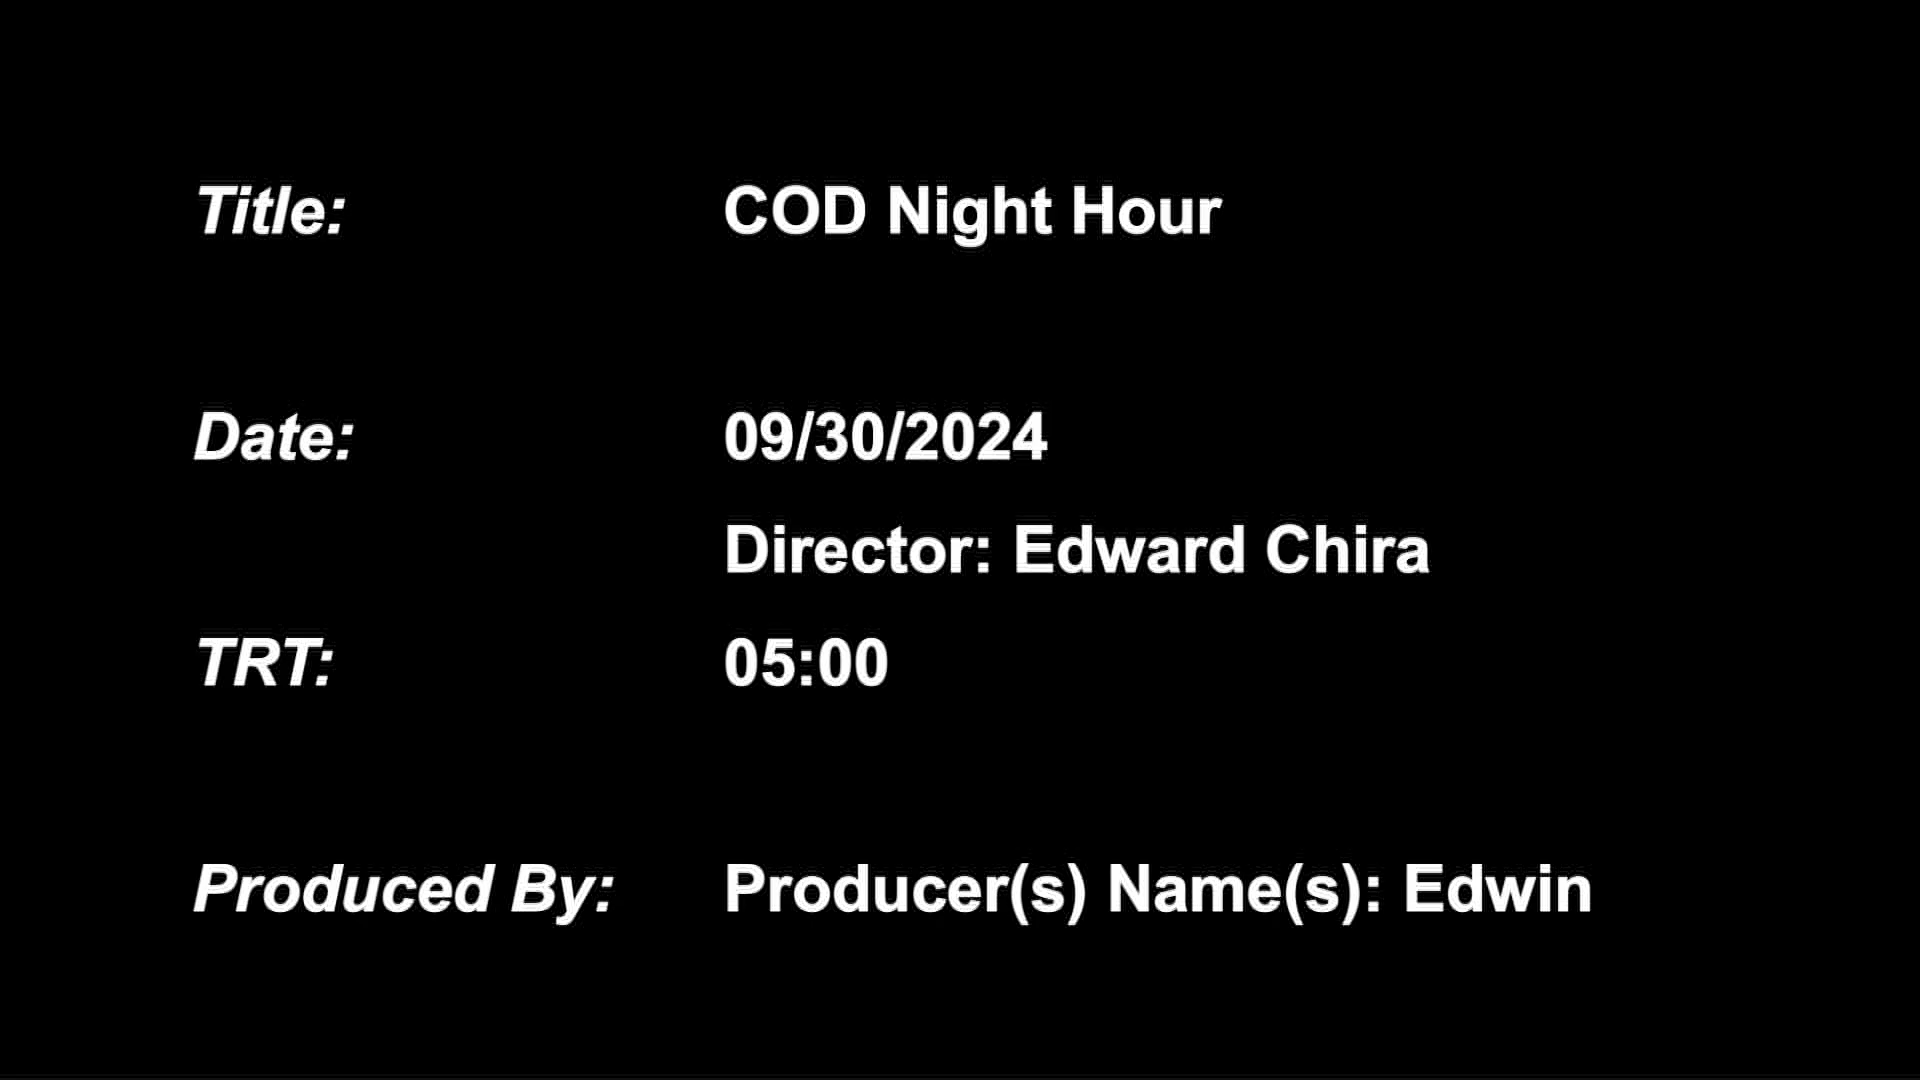 Title: COD Night Hour
Date: 09/30/2024
Director: Edward Chira
TRT: 05:00
Produced By: Producer(s) Name(s): Edwin